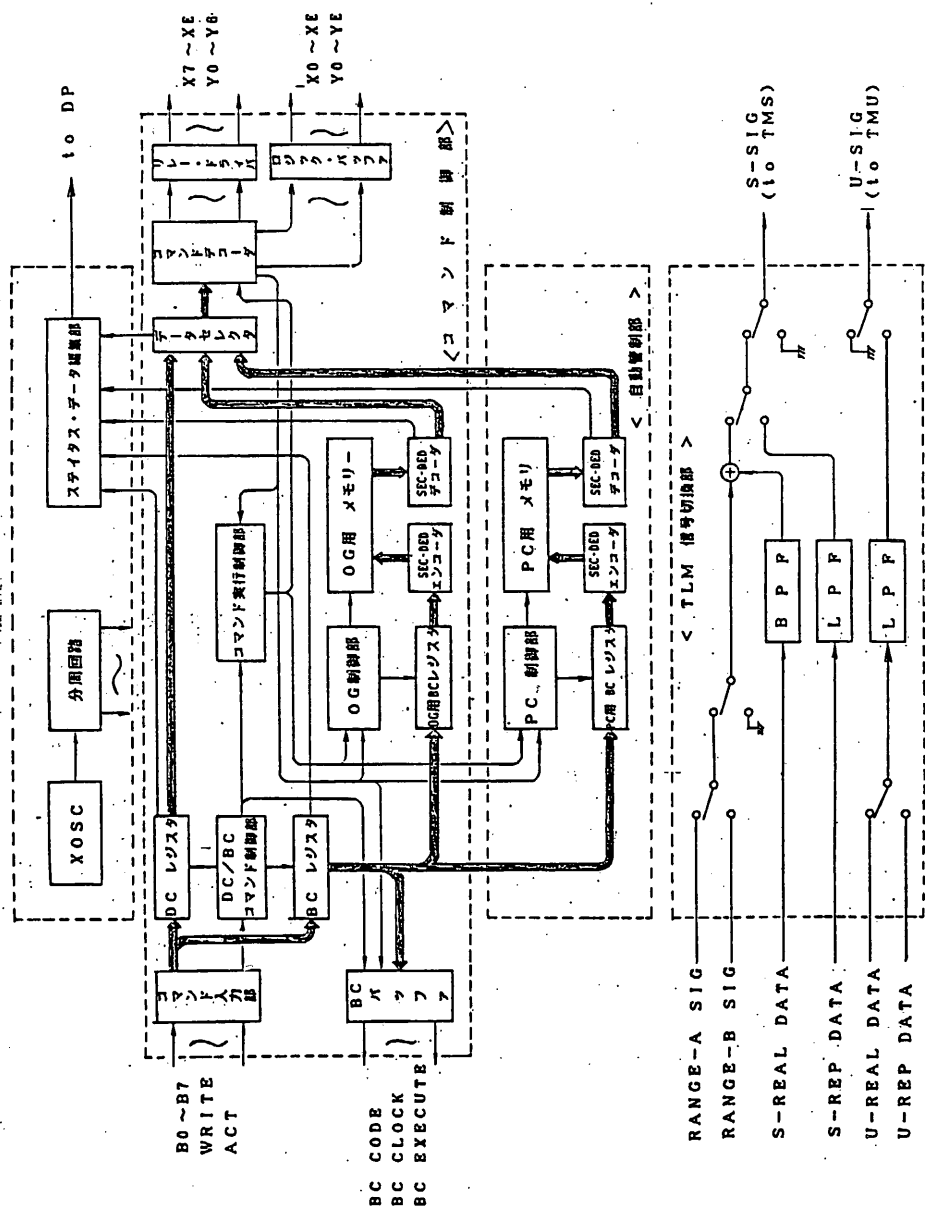 XOSC
分周回路
ステイタス・データ編集部
to DP
B0~B7
WRITE
ACT
コマンド入力部
DC レジスタ
DC/BC
コマンド制御部
BC レジスタ
コマンド実行制御部
データセレクタ
コマンドデコーダ
リレー・ドライバ
ロジック・バッファ
X7~XE
Y0~Y6
X0~XE
Y0~YE
BC CODE
BC CLOCK
BC EXECUTE
BC
バッファ
OG制御部
OG用 メモリー
OG用BCレジスタ
SEC-DED
エンコーダ
SEC-DED
デコーダ
<コマンド制御部>
PC 制御部
PC用 メモリ
PC用 BC レジスタ
SEC-DED
エンコーダ
SEC-DED
デコーダ
< 自動管制部 >
< TLM 信号切換部 >
RANGE-A SIG
RANGE-B SIG
S-REAL DATA
S-REP DATA
U-REAL DATA
U-REP DATA
B P F
L P F
L P F
S-SIG
(to TMS)
U-SIG
(to TMU)